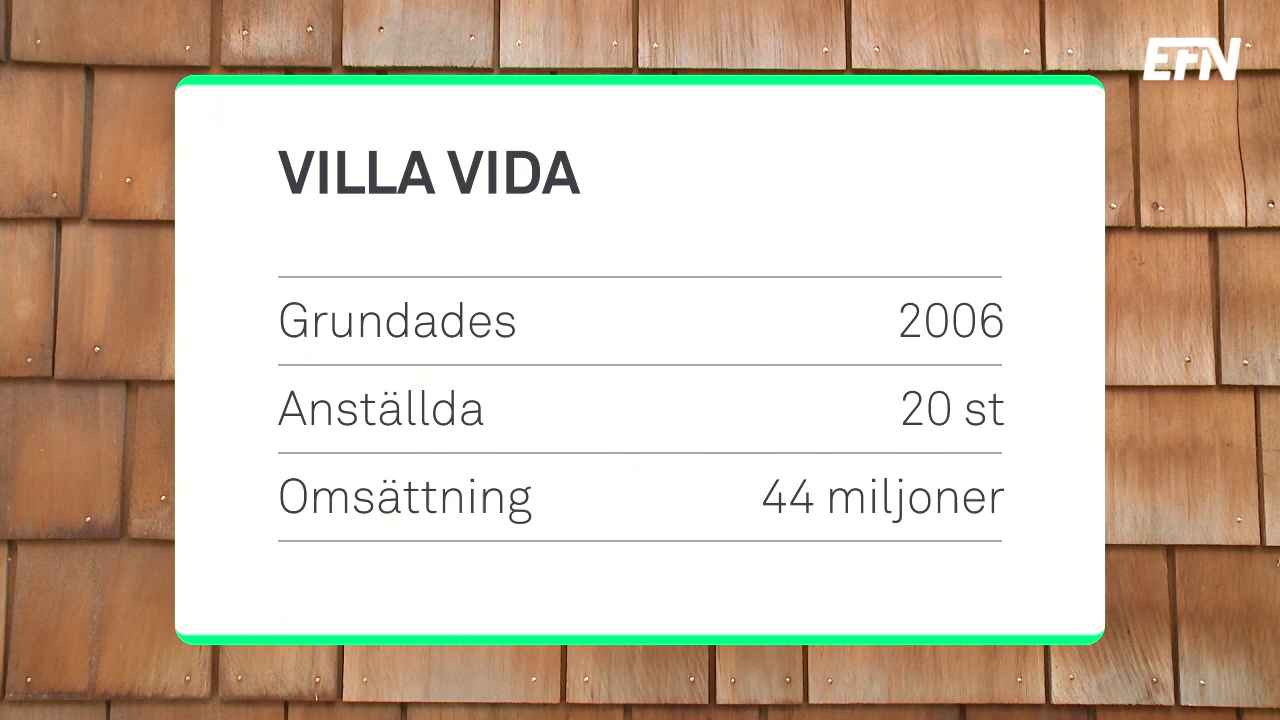 EFN
VILLA VIDA
Grundades 2006
Anställda 20 st
Omsättning 44 miljoner